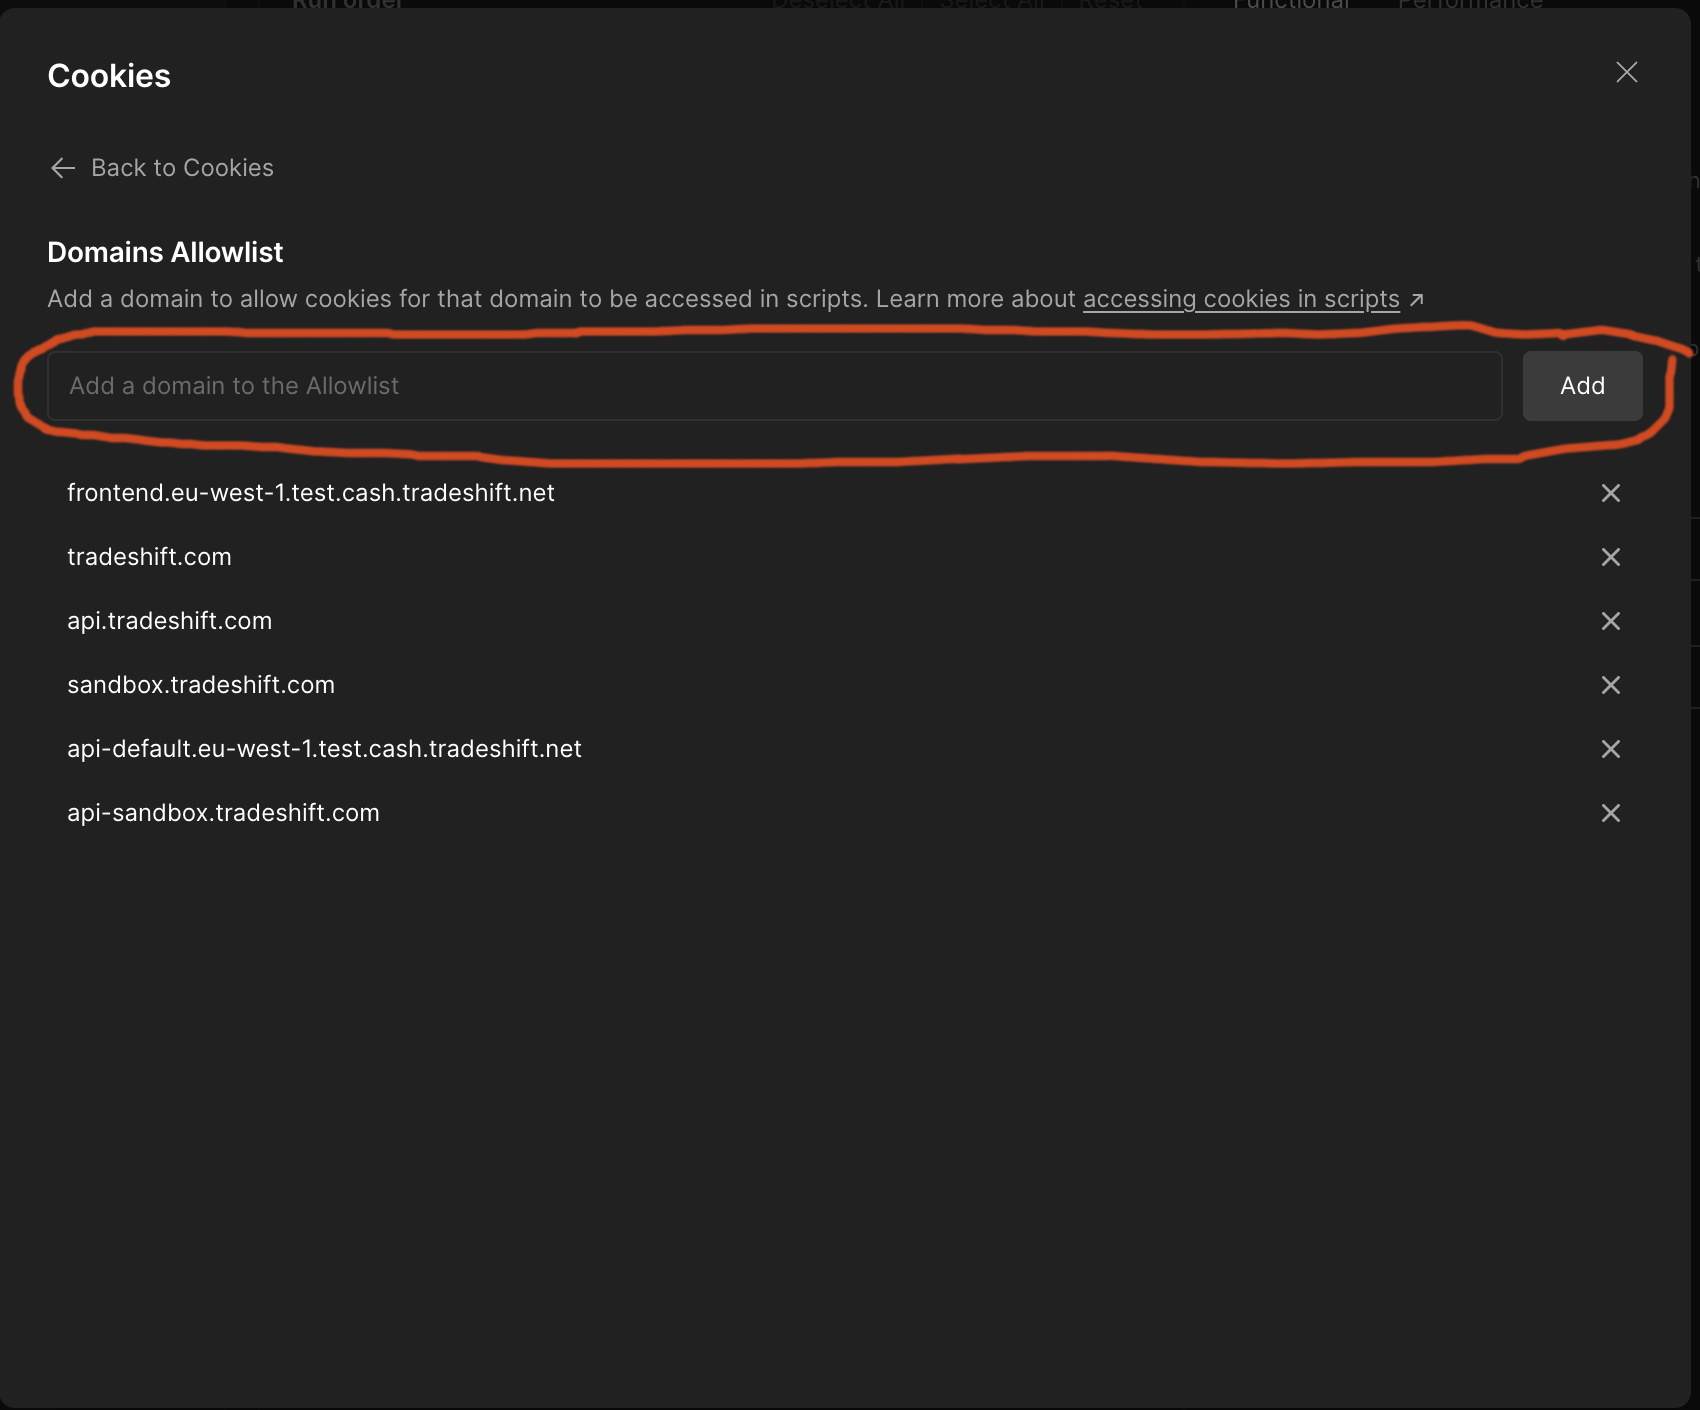 Run order Deselect All Select All Reset Functional Performance
Cookies
Back to Cookies
Domains Allowlist
Add a domain to allow cookies for that domain to be accessed in scripts. Learn more about accessing cookies in scripts ↗
Add a domain to the Allowlist Add
frontend.eu-west-1.test.cash.tradeshift.net
tradeshift.com
api.tradeshift.com
sandbox.tradeshift.com
api-default.eu-west-1.test.cash.tradeshift.net
api-sandbox.tradeshift.com